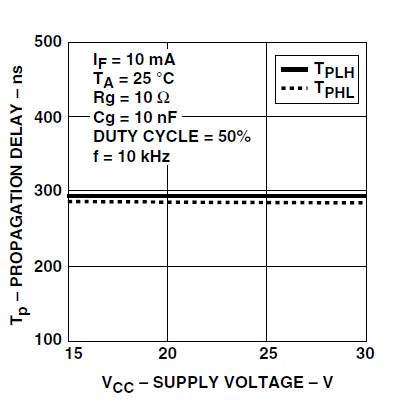 500
400
300
200
100
15
20
25
30
Tp – PROPAGATION DELAY – ns
VCC – SUPPLY VOLTAGE – V
IF = 10 mA
TA = 25 °C
Rg = 10 Ω
Cg = 10 nF
DUTY CYCLE = 50%
f = 10 kHz
TPLH
TPHL